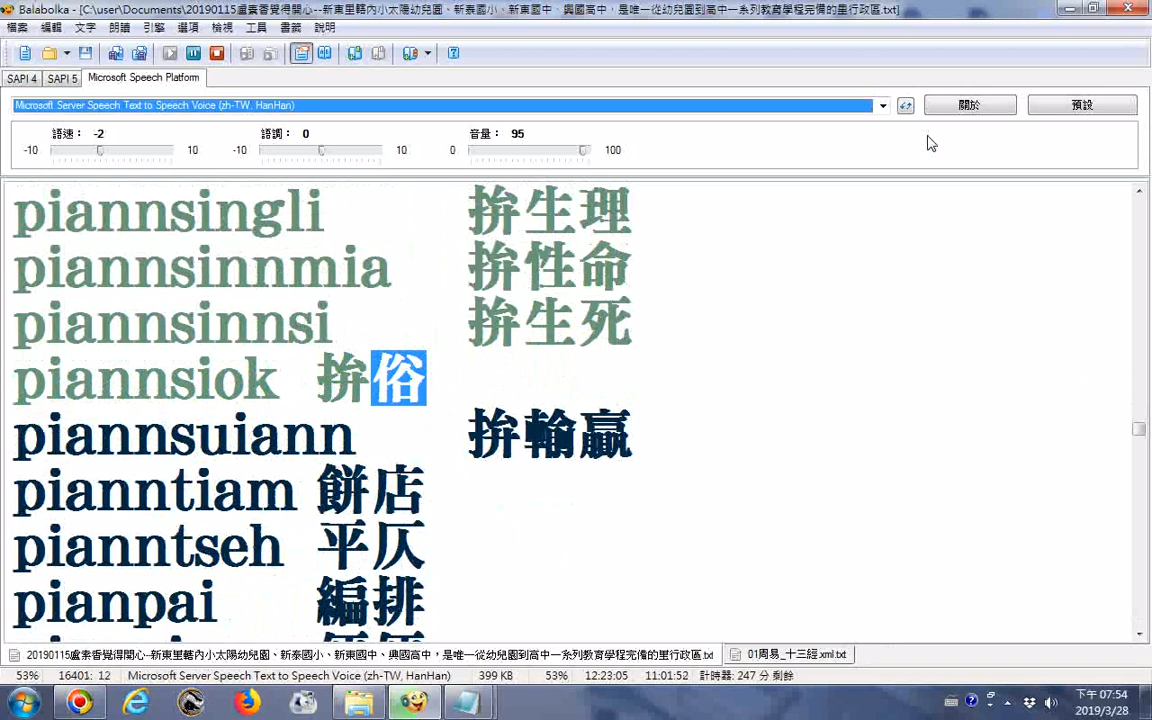 Balabolka - [C:\user\Documents\20190115盧素香覺得開心--新東里轄內小太陽幼兒園、新泰國小、新東國中、興國高中，是唯一從幼兒園到高中一系列教育學程完備的里行政區.txt]
檔案 編輯 文字 朗讀 引擎 選項 檢視 工具 書籤 說明
SAPI 4 SAPI 5 Microsoft Speech Platform
Microsoft Server Speech Text to Speech Voice (zh-TW, HanHan) 關於 預設
語速： -2 語調： 0 音量： 95
-10 10 -10 10 0 100
piannsingli 拚生理
piannsinnmia 拚性命
piannsinnsi 拚生死
piannsiok 拚俗
piannsuiann 拚輸贏
pianntiam 餅店
pianntseh 平仄
pianpai 編排
20190115盧素香覺得開心--新東里轄內小太陽幼兒園、新泰國小、新東國中、興國高中，是唯一從幼兒園到高中一系列教育學程完備的里行政區.txt 01周易_十三經.xml.txt
53% 16401: 12 Microsoft Server Speech Text to Speech Voice (zh-TW, HanHan) 399 KB 53% 12:23:05 11:01:52 計時器: 247 分 剩餘
下午 07:54
2019/3/28